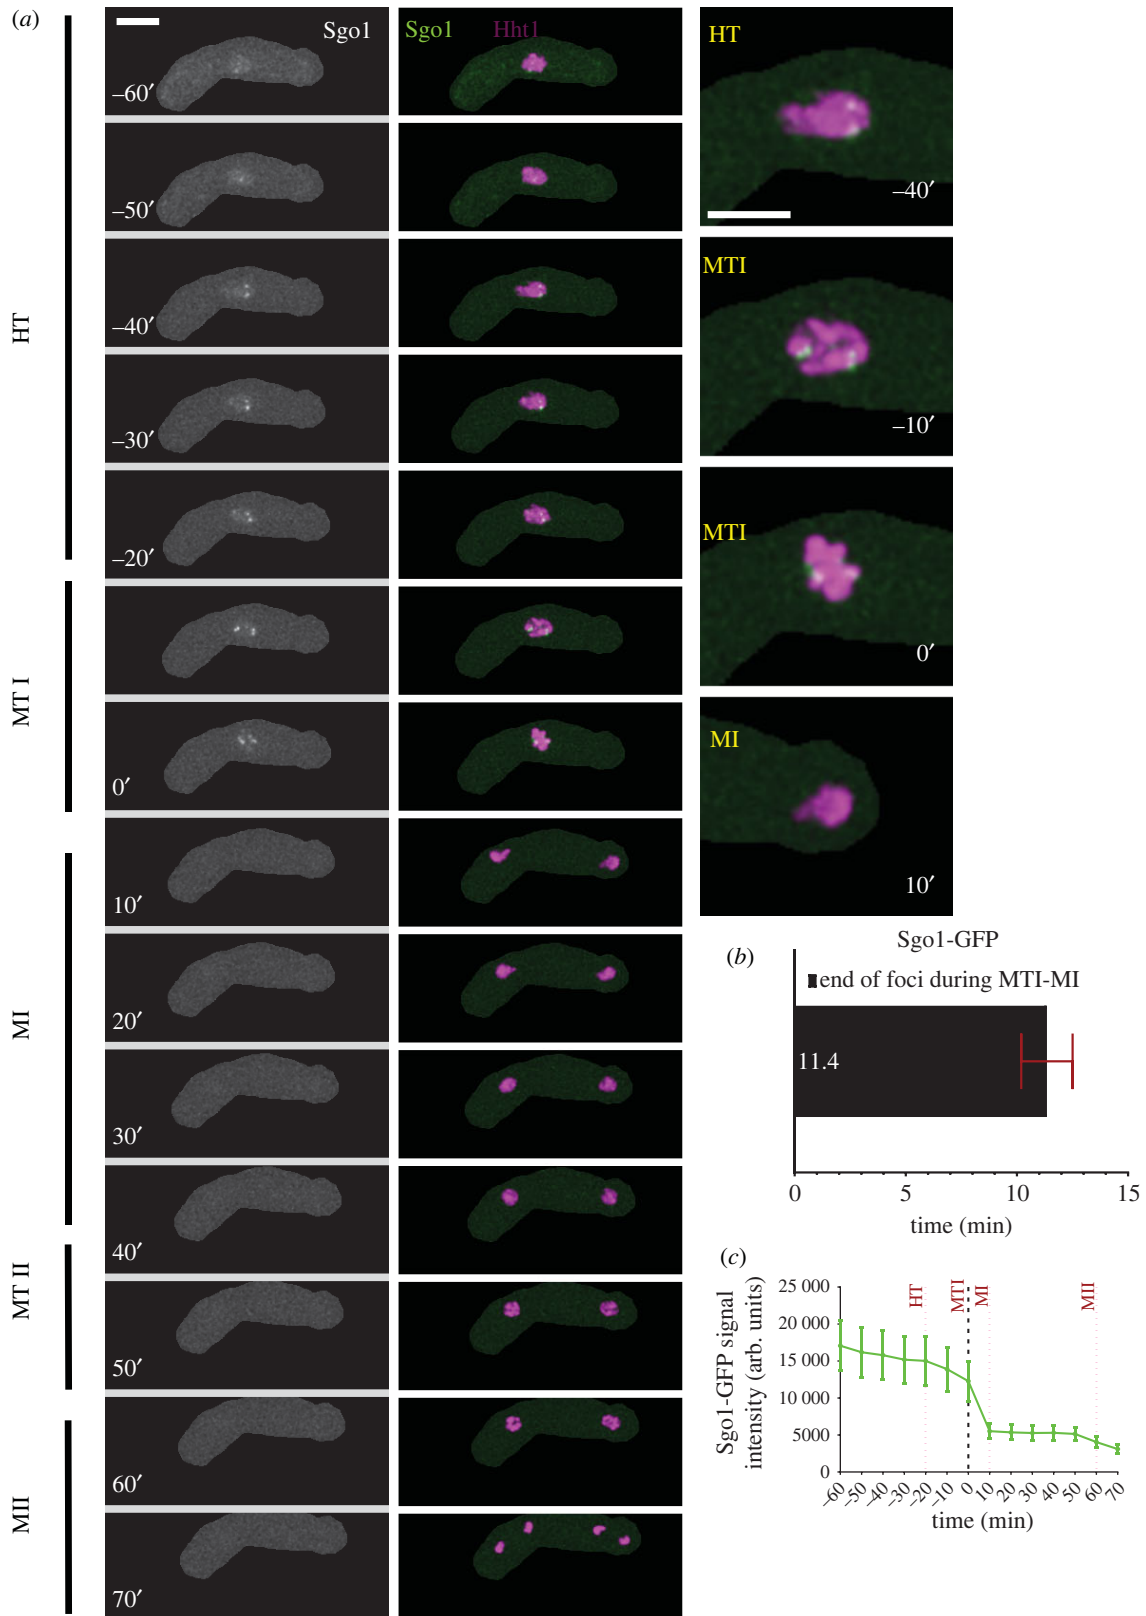 (a)
Sgo1
Sgo1 Hht1
–60′
–50′
–40′
–30′
–20′
0′
10′
20′
30′
40′
50′
60′
70′
HT
MT I
MI
MT II
MII
HT
–40′
MTI
–10′
MTI
0′
MI
10′
(b)
Sgo1-GFP
end of foci during MTI-MI
11.4
0 5 10 15
time (min)
(c)
Sgo1-GFP signal
intensity (arb. units)
25 000
20 000
15 000
10 000
5000
0
HT MTI MI MII
–60 –50 –40 –30 –20 –10 0 10 20 30 40 50 60 70
time (min)